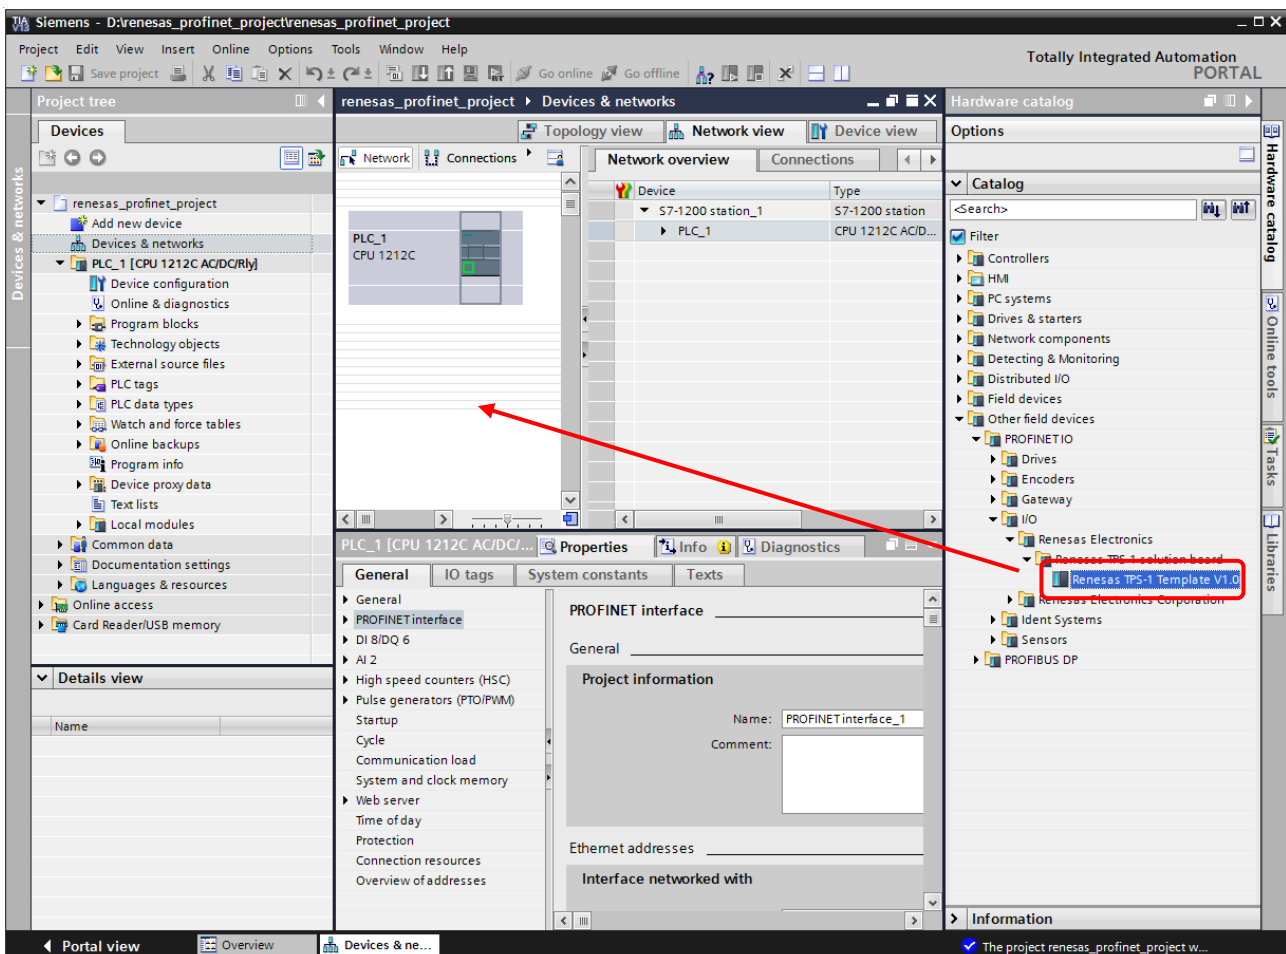 TIA V13 Siemens - D:\renesas_profinet_project\renesas_profinet_project
Project Edit View Insert Online Options Tools Window Help
Save project Go online Go offline
Totally Integrated Automation
PORTAL
Devices & networks
Project tree
Devices
renesas_profinet_project
Add new device
Devices & networks
PLC_1 [CPU 1212C AC/DC/Rly]
Device configuration
Online & diagnostics
Program blocks
Technology objects
External source files
PLC tags
PLC data types
Watch and force tables
Online backups
Program info
Device proxy data
Text lists
Local modules
Common data
Documentation settings
Languages & resources
Online access
Card Reader/USB memory
Details view
Name
renesas_profinet_project Devices & networks
Topology view Network view Device view
Network Connections
PLC_1
CPU 1212C
Network overview Connections
Device Type
S7-1200 station_1 S7-1200 station
PLC_1 CPU 1212C AC/D...
PLC_1 [CPU 1212C AC/DC/... Properties Info Diagnostics
General IO tags System constants Texts
General
PROFINET interface
DI 8/DQ 6
AI 2
High speed counters (HSC)
Pulse generators (PTO/PWM)
Startup
Cycle
Communication load
System and clock memory
Web server
Time of day
Protection
Connection resources
Overview of addresses
PROFINET interface
General
Project information
Name: PROFINET interface_1
Comment:
Ethernet addresses
Interface networked with
Hardware catalog
Options
Catalog
<Search>
Filter
Controllers
HMI
PC systems
Drives & starters
Network components
Detecting & Monitoring
Distributed I/O
Field devices
Other field devices
PROFINET IO
Drives
Encoders
Gateway
I/O
Renesas Electronics
Renesas TPS-1 solution board
Renesas TPS-1 Template V1.0
Renesas Electronics Corporation
Ident Systems
Sensors
PROFIBUS DP
Information
Hardware catalog
Online tools
Tasks
Libraries
Portal view Overview Devices & ne...
The project renesas_profinet_project w...